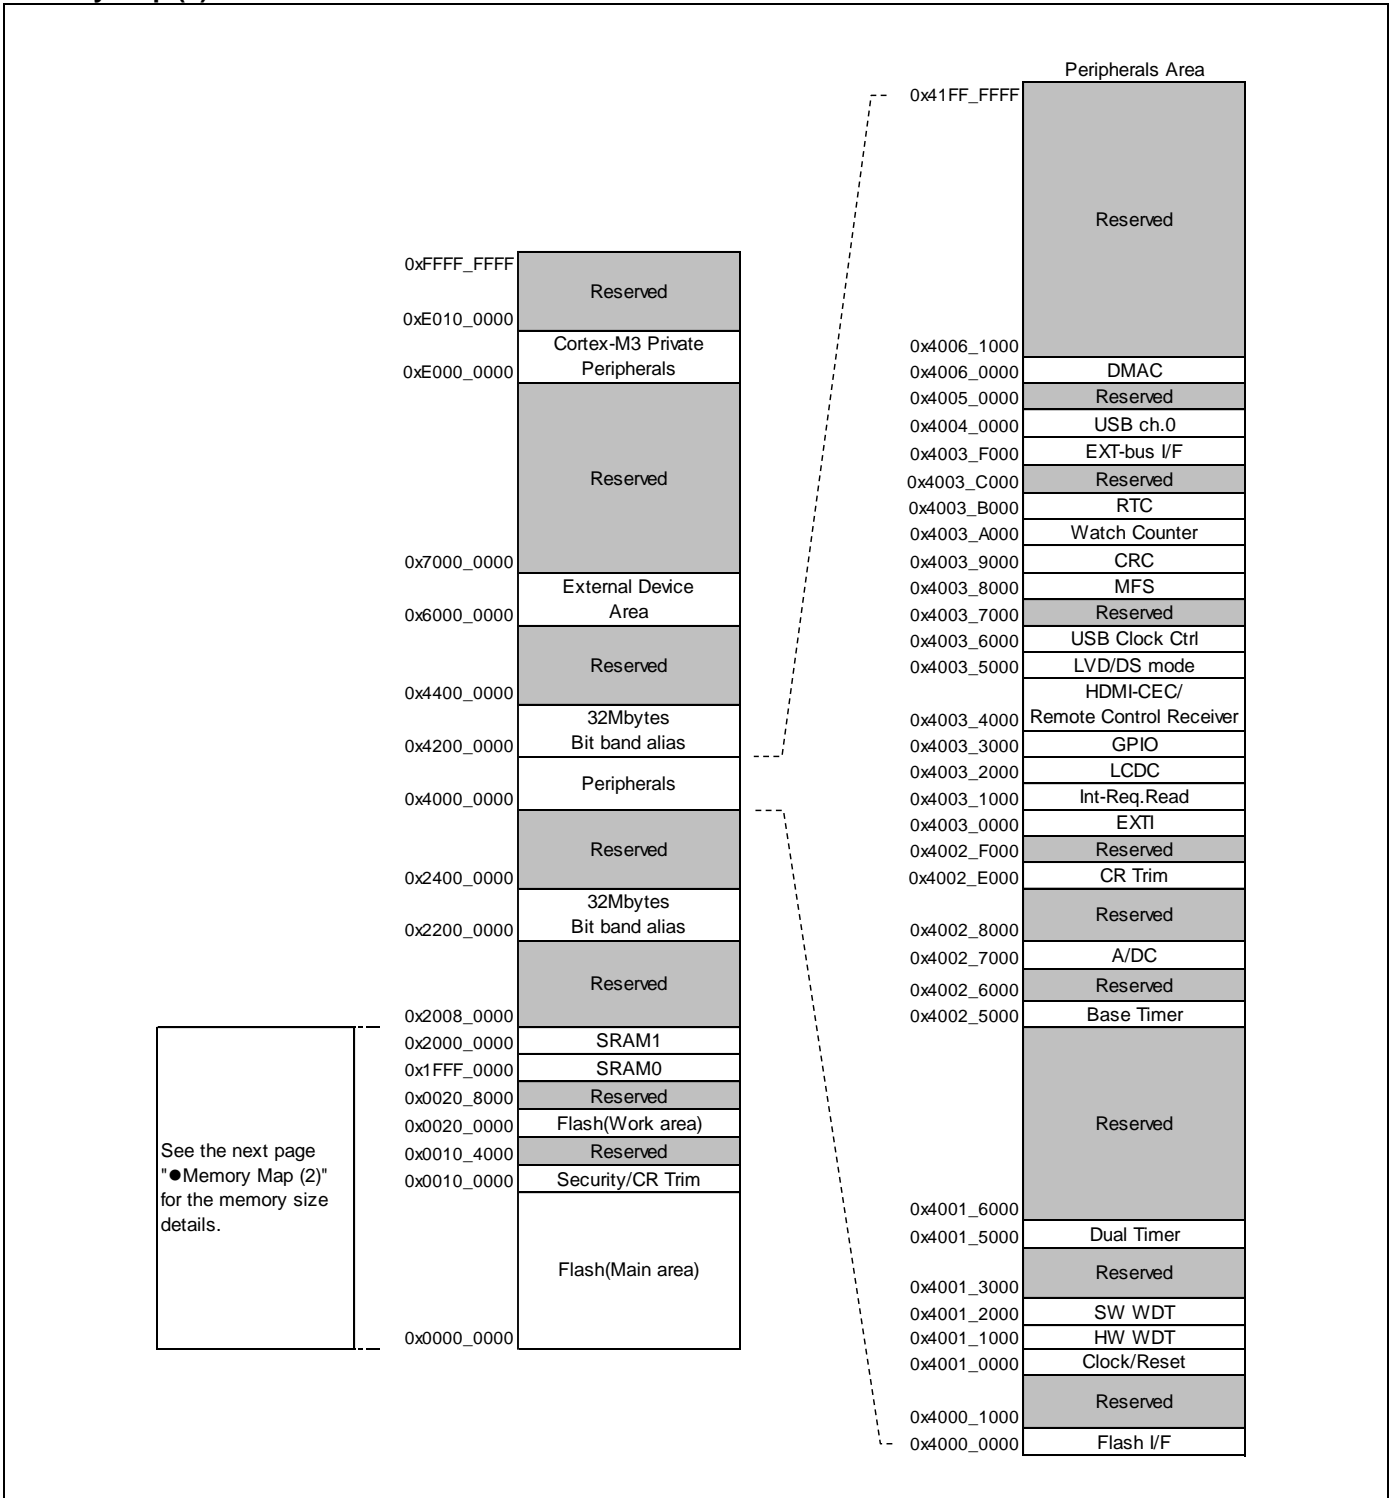 Peripherals Area
0x41FF_FFFF
Reserved
0x4006_1000
0x4006_0000 DMAC
0x4005_0000 Reserved
0x4004_0000 USB ch.0
0x4003_F000 EXT-bus I/F
0x4003_C000 Reserved
0x4003_B000 RTC
0x4003_A000 Watch Counter
0x4003_9000 CRC
0x4003_8000 MFS
0x4003_7000 Reserved
0x4003_6000 USB Clock Ctrl
0x4003_5000 LVD/DS mode
HDMI-CEC/
0x4003_4000 Remote Control Receiver
0x4003_3000 GPIO
0x4003_2000 LCDC
0x4003_1000 Int-Req.Read
0x4003_0000 EXTI
0x4002_F000 Reserved
0x4002_E000 CR Trim
Reserved
0x4002_8000
0x4002_7000 A/DC
0x4002_6000 Reserved
0x4002_5000 Base Timer
Reserved
0x4001_6000
0x4001_5000 Dual Timer
Reserved
0x4001_3000
0x4001_2000 SW WDT
0x4001_1000 HW WDT
0x4001_0000 Clock/Reset
Reserved
0x4000_1000
0x4000_0000 Flash I/F
0xFFFF_FFFF
Reserved
0xE010_0000
Cortex-M3 Private
0xE000_0000 Peripherals
Reserved
0x7000_0000
External Device
0x6000_0000 Area
Reserved
0x4400_0000
32Mbytes
0x4200_0000 Bit band alias
Peripherals
0x4000_0000
Reserved
0x2400_0000
32Mbytes
0x2200_0000 Bit band alias
Reserved
0x2008_0000
0x2000_0000 SRAM1
0x1FFF_0000 SRAM0
0x0020_8000 Reserved
0x0020_0000 Flash(Work area)
0x0010_4000 Reserved
0x0010_0000 Security/CR Trim
Flash(Main area)
0x0000_0000
See the next page
"●Memory Map (2)"
for the memory size
details.